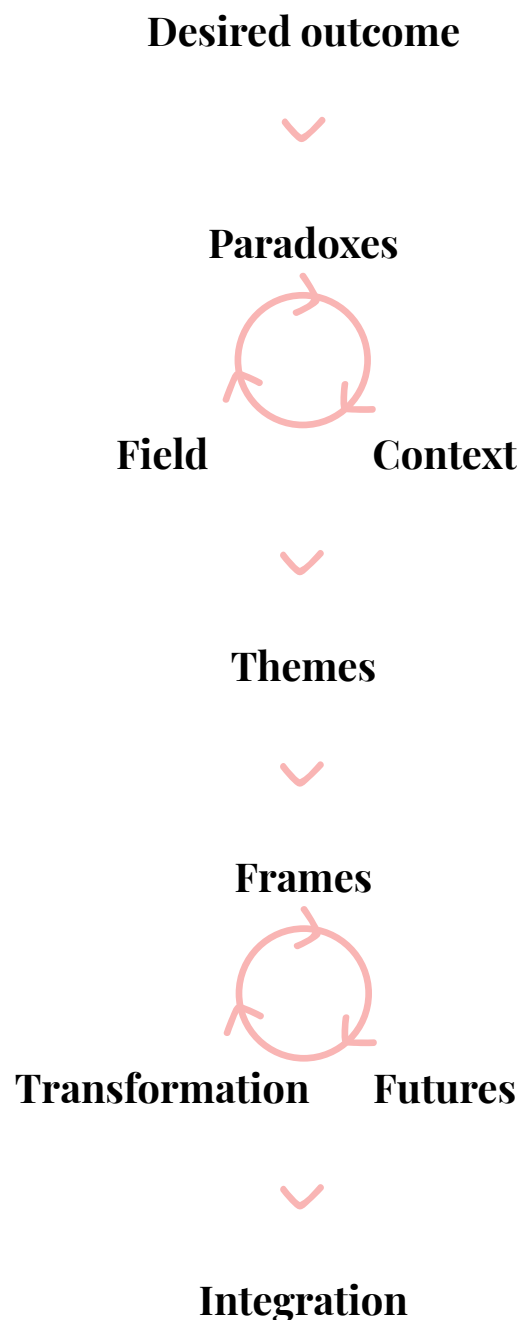 Desired outcome
Paradoxes
Field Context
Themes
Frames
Transformation Futures
Integration